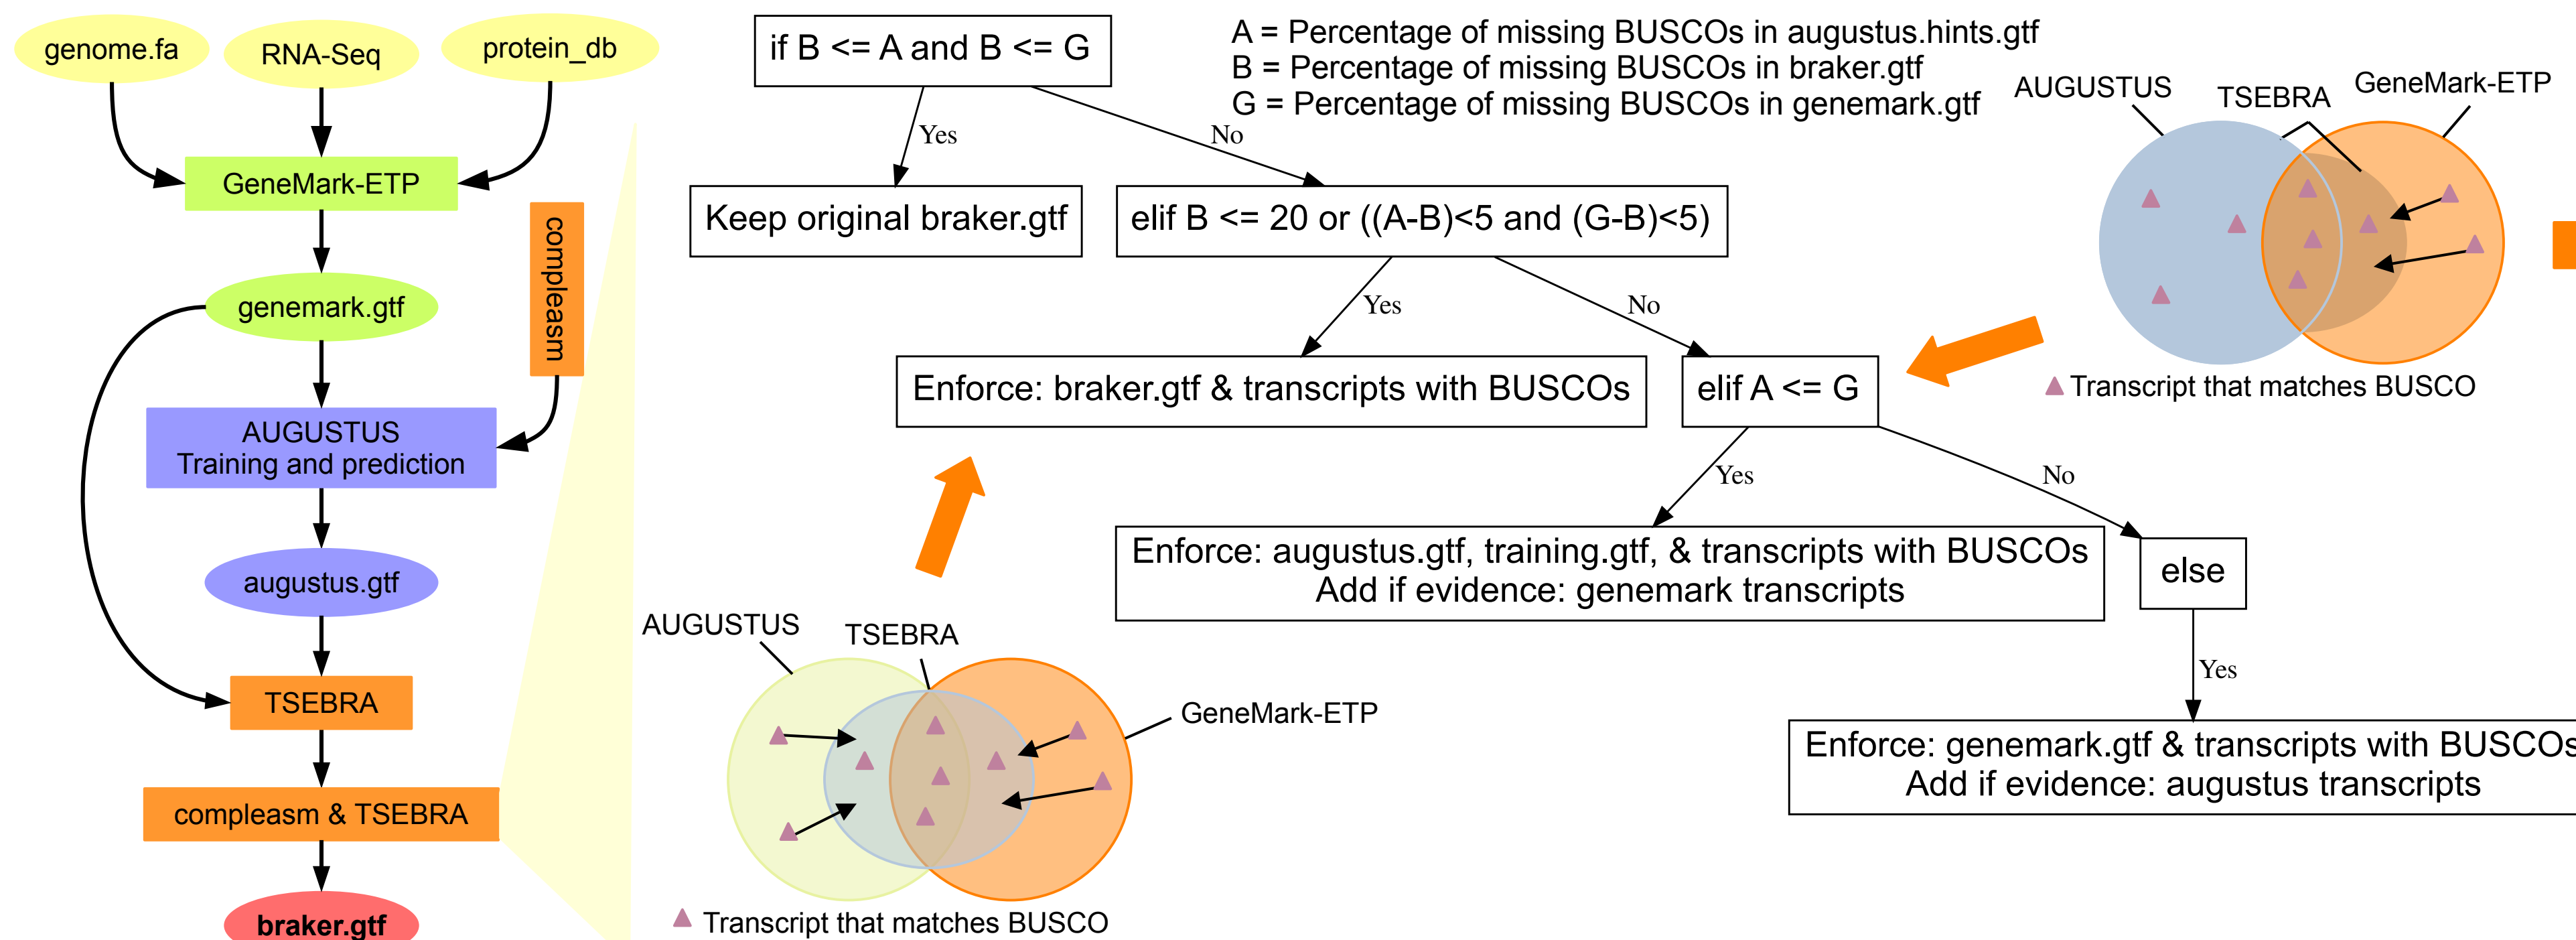 genome.fa
RNA-Seq
protein_db
GeneMark-ETP
compleasm
genemark.gtf
AUGUSTUS
Training and prediction
augustus.gtf
TSEBRA
compleasm & TSEBRA
braker.gtf
if B <= A and B <= G
A = Percentage of missing BUSCOs in augustus.hints.gtf
B = Percentage of missing BUSCOs in braker.gtf
G = Percentage of missing BUSCOs in genemark.gtf
Yes
No
Keep original braker.gtf
elif B <= 20 or ((A-B)<5 and (G-B)<5)
Yes
No
Enforce: braker.gtf & transcripts with BUSCOs
elif A <= G
Yes
No
Enforce: augustus.gtf, training.gtf, & transcripts with BUSCOs
Add if evidence: genemark transcripts
else
Yes
Enforce: genemark.gtf & transcripts with BUSCOs
Add if evidence: augustus transcripts
AUGUSTUS
TSEBRA
GeneMark-ETP
Transcript that matches BUSCO
AUGUSTUS
TSEBRA
GeneMark-ETP
Transcript that matches BUSCO